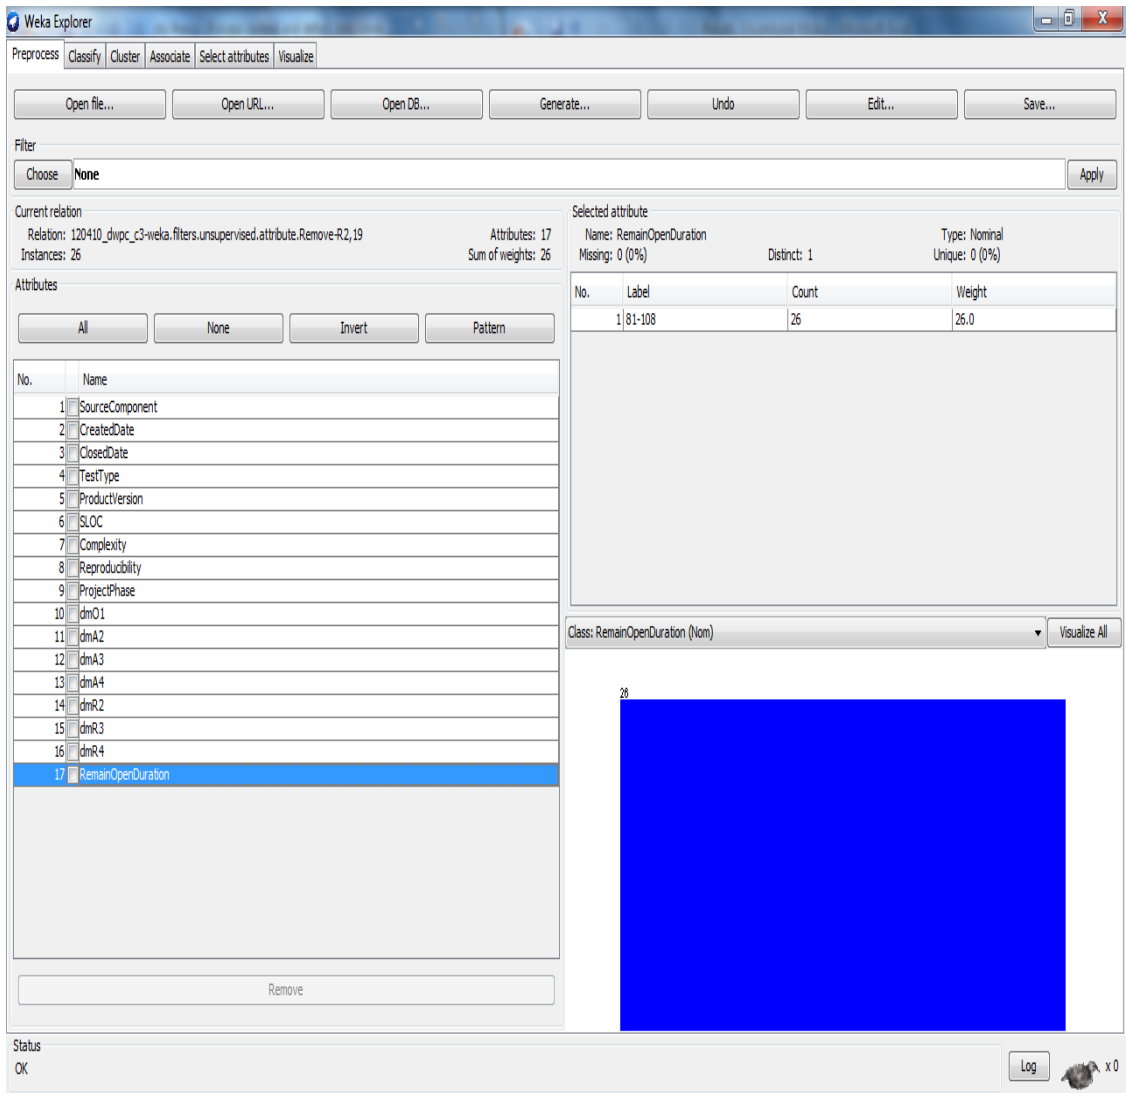 Weka Explorer
Preprocess Classify Cluster Associate Select attributes Visualize
Open file... Open URL... Open DB... Generate... Undo Edit... Save...
Filter
Choose None Apply
Current relation
Relation: 120410_dwpc_c3-weka.filters.unsupervised.attribute.Remove-R2,19 Attributes: 17
Instances: 26 Sum of weights: 26
Attributes
All None Invert Pattern
No. Name
1 SourceComponent
2 CreatedDate
3 ClosedDate
4 TestType
5 ProductVersion
6 SLOC
7 Complexity
8 Reproducibility
9 ProjectPhase
10 dmO1
11 dmA2
12 dmA3
13 dmA4
14 dmR2
15 dmR3
16 dmR4
17 RemainOpenDuration
Remove
Selected attribute
Name: RemainOpenDuration Type: Nominal
Missing: 0 (0%) Distinct: 1 Unique: 0 (0%)
No. Label Count Weight
1 81-108 26 26.0
Class: RemainOpenDuration (Nom) Visualize All
26
Status
OK
Log x 0